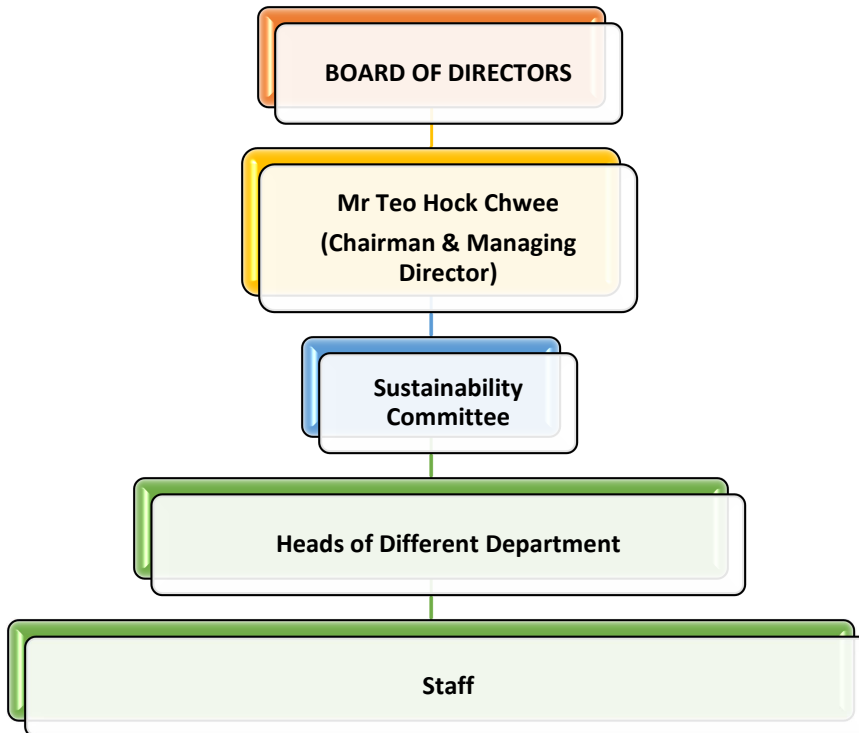 BOARD OF DIRECTORS
Mr Teo Hock Chwee
(Chairman & Managing
Director)
Sustainability
Committee
Heads of Different Department
Staff